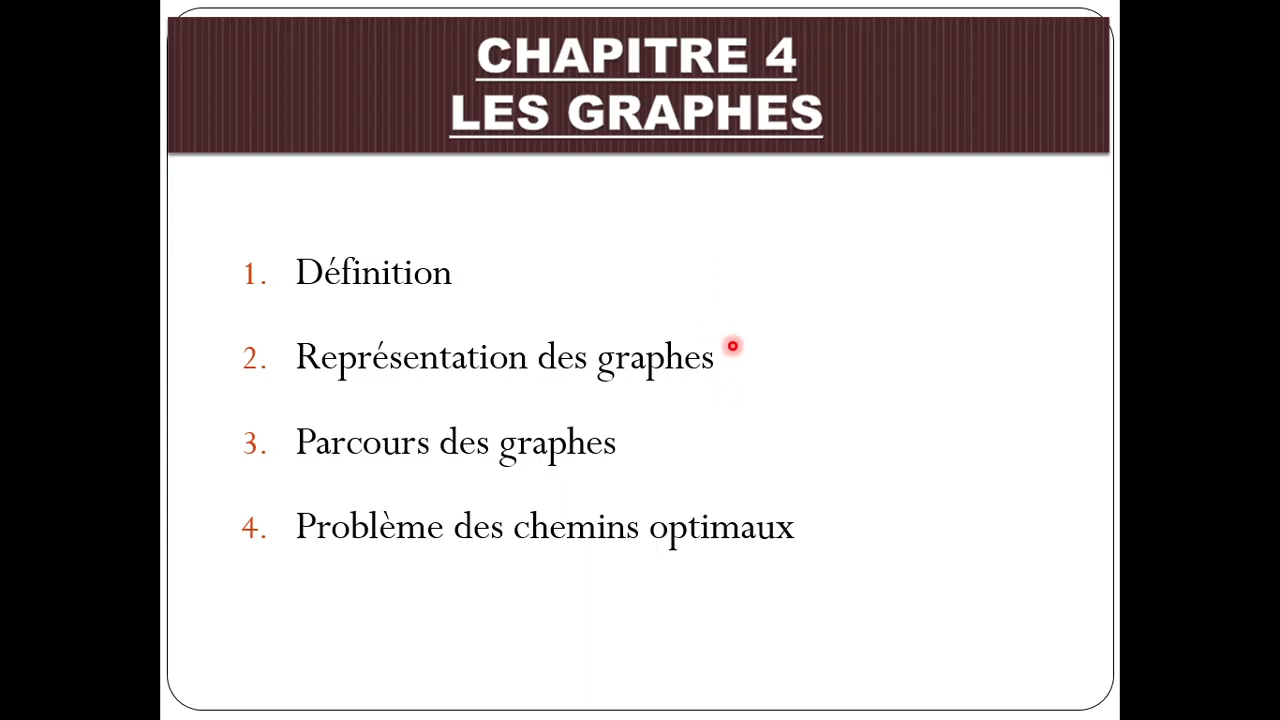 CHAPITRE 4
LES GRAPHES
1. Définition
2. Représentation des graphes
3. Parcours des graphes
4. Problème des chemins optimaux